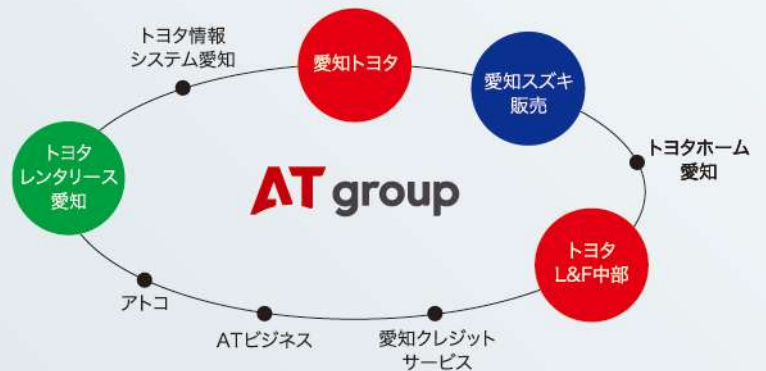 トヨタ情報
システム愛知
愛知トヨタ
愛知スズキ
販売
トヨタホーム
愛知
トヨタ
レンタリース
愛知
AT group
トヨタ
L&F中部
アトコ
ATビジネス
愛知クレジット
サービス